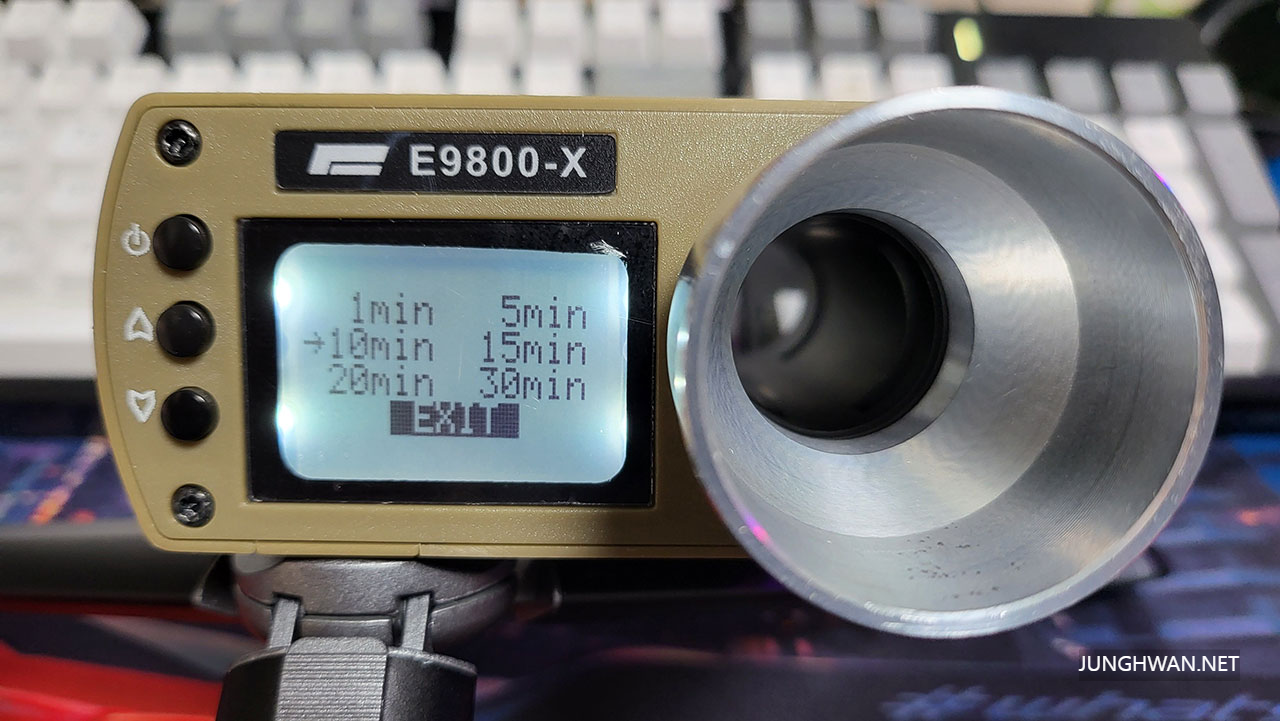 E9800-X
1min 5min
→10min 15min
20min 30min
EXIT
JUNGHWAN.NET